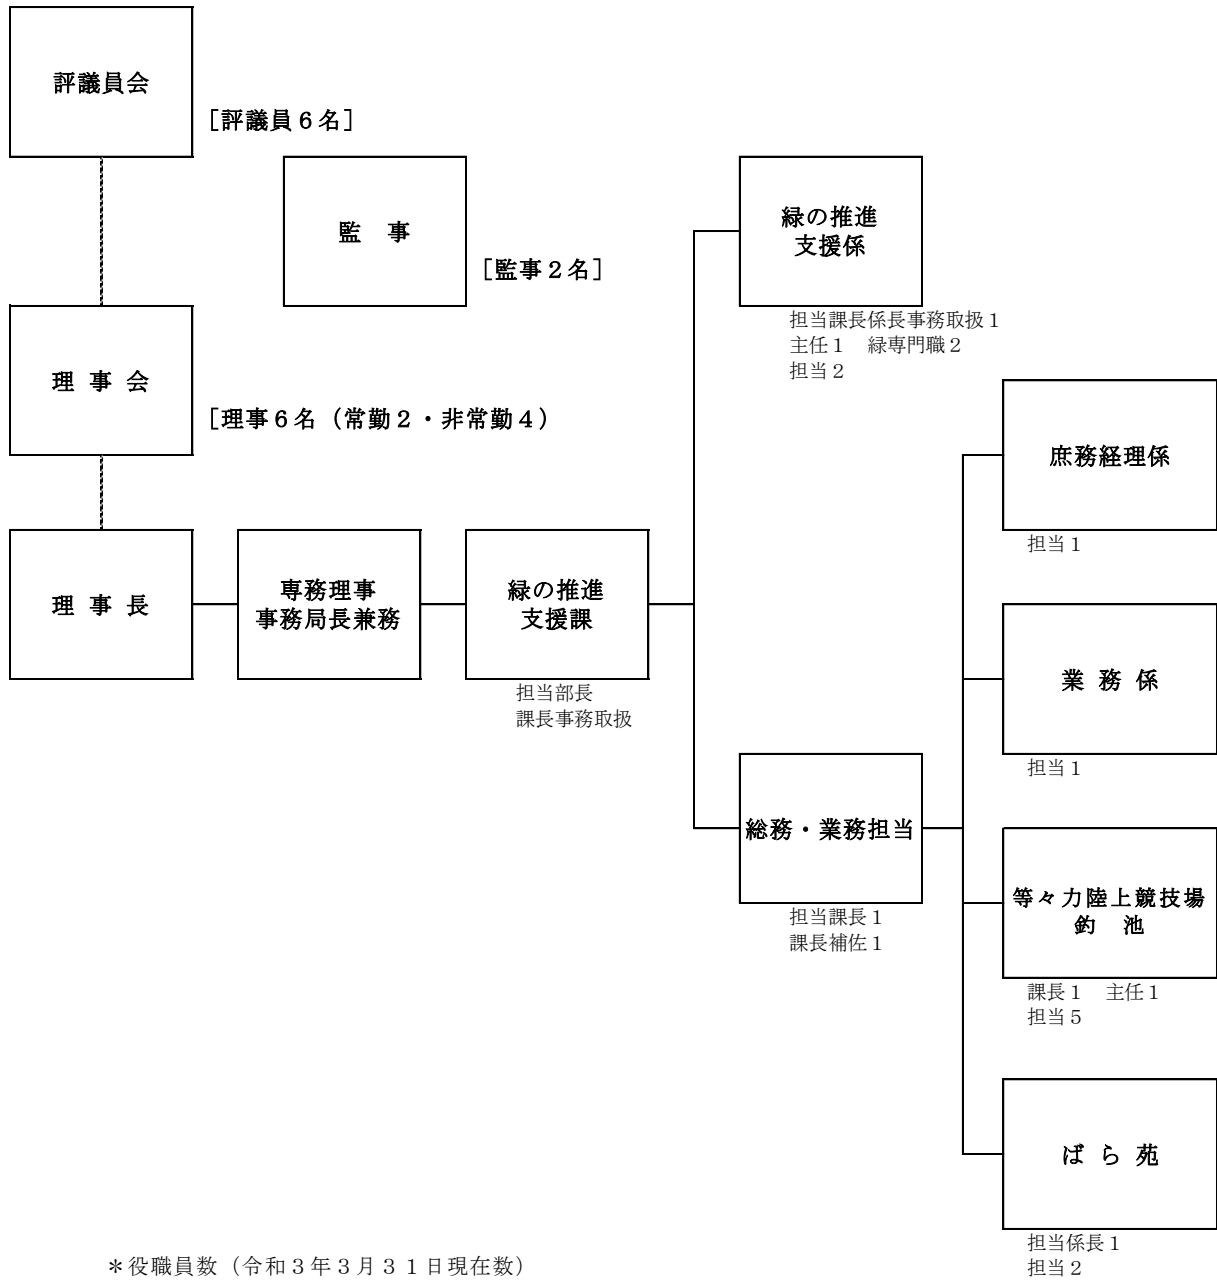 評議員会
［評議員６名］
監　事
［監事２名］
理 事 会
［理事６名（常勤２・非常勤４）
理 事 長
専務理事
事務局長兼務
緑の推進
支援課
担当部長
課長事務取扱
緑の推進
支援係
担当課長係長事務取扱１
主任１　緑専門職２
担当２
総務・業務担当
担当課長１
課長補佐１
庶務経理係
担当１
業 務 係
担当１
等々力陸上競技場
釣　池
課長１　主任１
担当５
ば ら 苑
担当係長１
担当２
＊役職員数（令和３年３月３１日現在数）